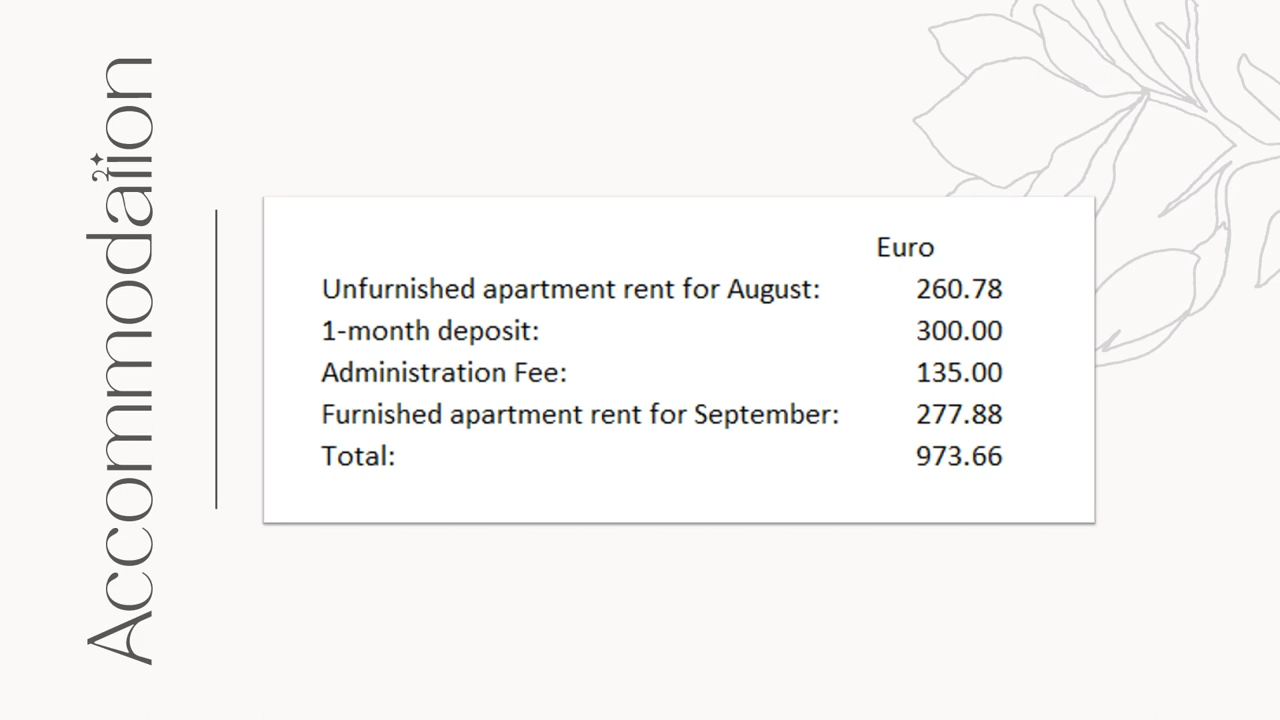 Accommodation
Euro
Unfurnished apartment rent for August: 260.78
1-month deposit: 300.00
Administration Fee: 135.00
Furnished apartment rent for September: 277.88
Total: 973.66